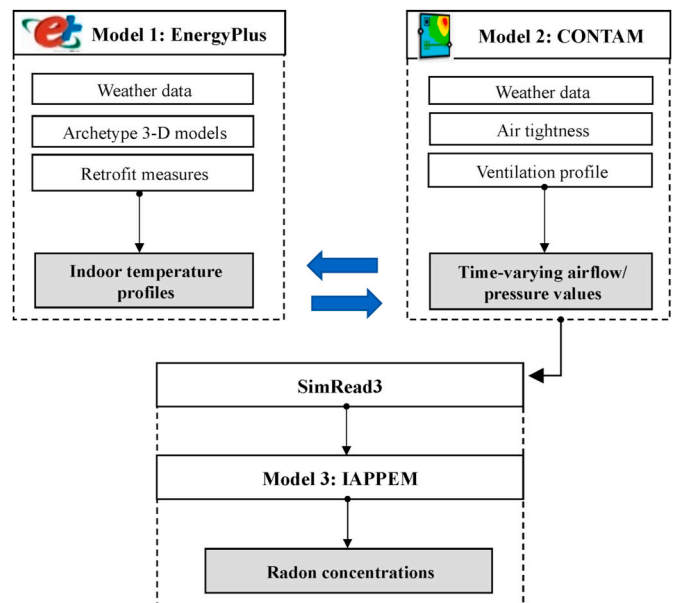 Model 1: EnergyPlus
Weather data
Archetype 3-D models
Retrofit measures
Indoor temperature
profiles
Model 2: CONTAM
Weather data
Air tightness
Ventilation profile
Time-varying airflow/
pressure values
SimRead3
Model 3: IAPPEM
Radon concentrations